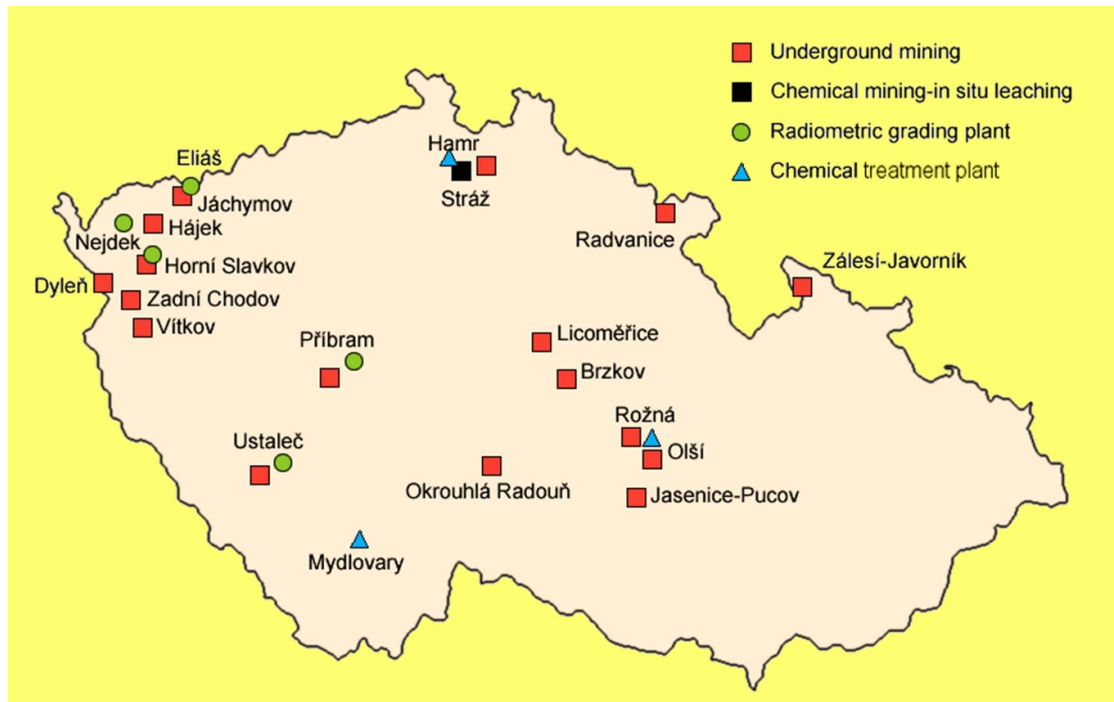 Underground mining
Chemical mining-in situ leaching
Radiometric grading plant
Chemical treatment plant
Hamr
Stráž
Eliáš
Jáchymov
Hájek
Nejdek
Horní Slavkov
Dyleň
Zadní Chodov
Vítkov
Radvanice
Zálesí-Javorník
Příbram
Licoměřice
Brzkov
Rožná
Olší
Ustaleč
Okrouhlá Radouň
Jasenice-Pucov
Mydlovary